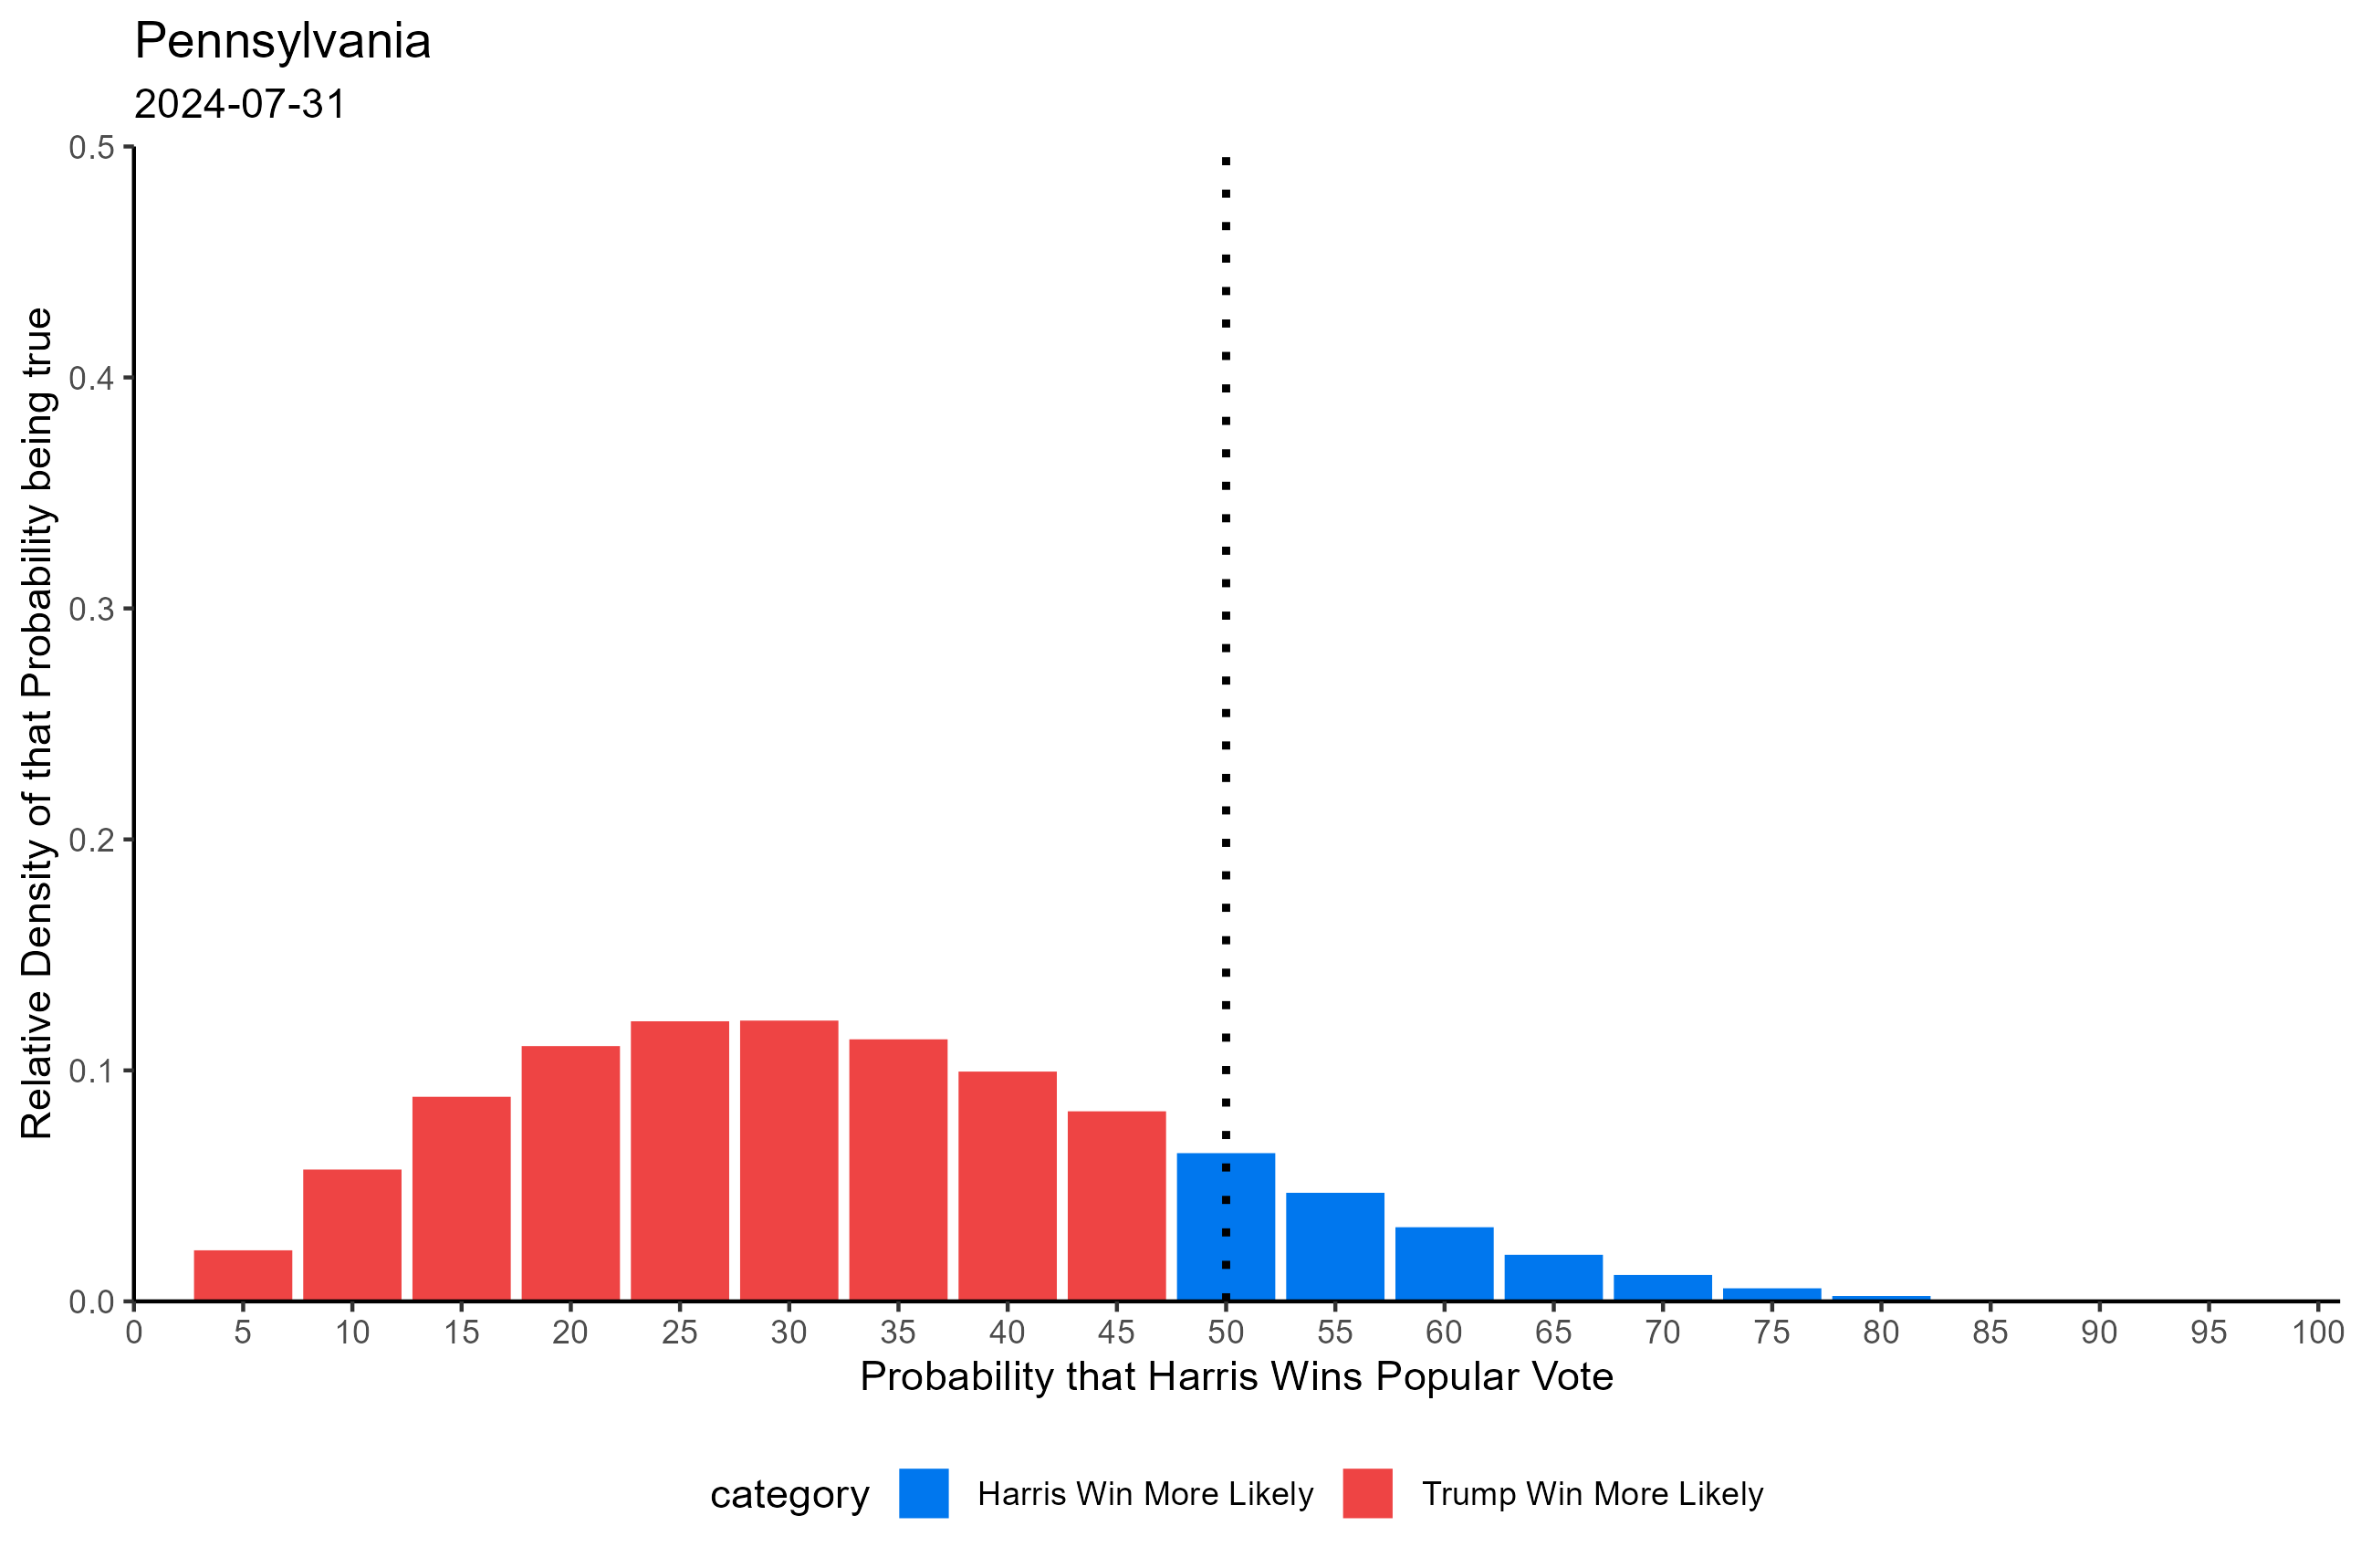 Pennsylvania
2024-07-31
Relative Density of that Probability being true
0.5
0.4
0.3
0.2
0.1
0.0
0 5 10 15 20 25 30 35 40 45 50 55 60 65 70 75 80 85 90 95 100
Probability that Harris Wins Popular Vote
category Harris Win More Likely Trump Win More Likely